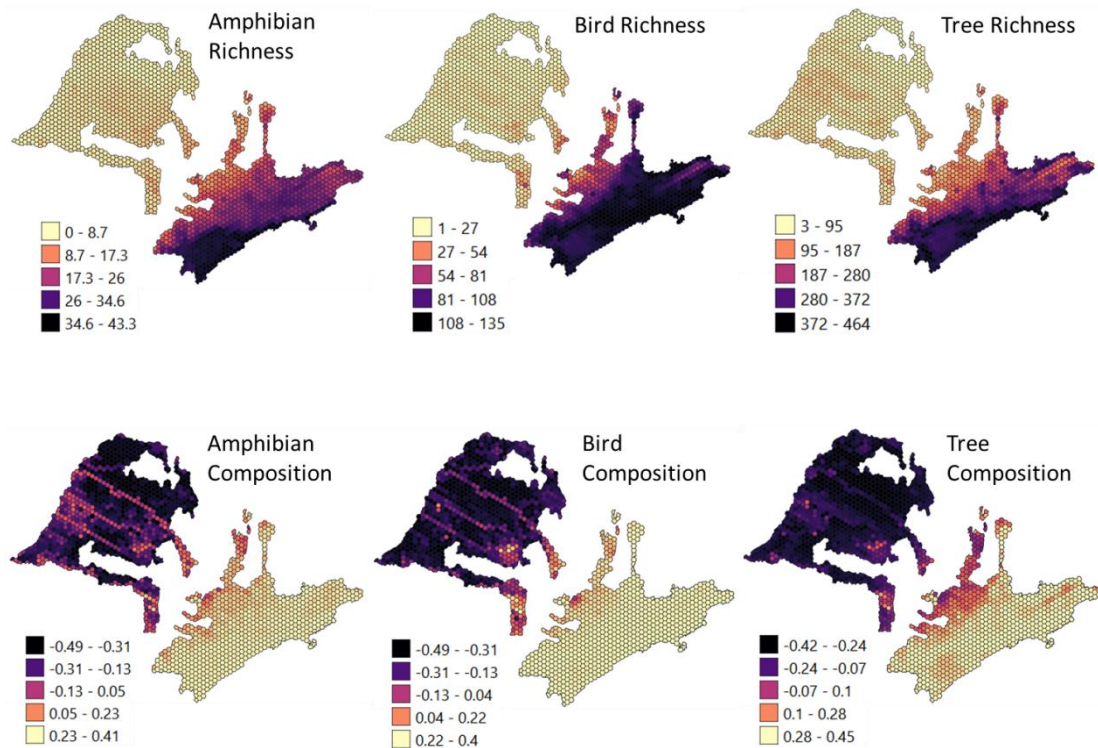 Amphibian
Richness
0 - 8.7
8.7 - 17.3
17.3 - 26
26 - 34.6
34.6 - 43.3
Bird Richness
1 - 27
27 - 54
54 - 81
81 - 108
108 - 135
Tree Richness
3 - 95
95 - 187
187 - 280
280 - 372
372 - 464
Amphibian
Composition
-0.49 - -0.31
-0.31 - -0.13
-0.13 - 0.05
0.05 - 0.23
0.23 - 0.41
Bird
Composition
-0.49 - -0.31
-0.31 - -0.13
-0.13 - 0.04
0.04 - 0.22
0.22 - 0.4
Tree
Composition
-0.42 - -0.24
-0.24 - -0.07
-0.07 - 0.1
0.1 - 0.28
0.28 - 0.45